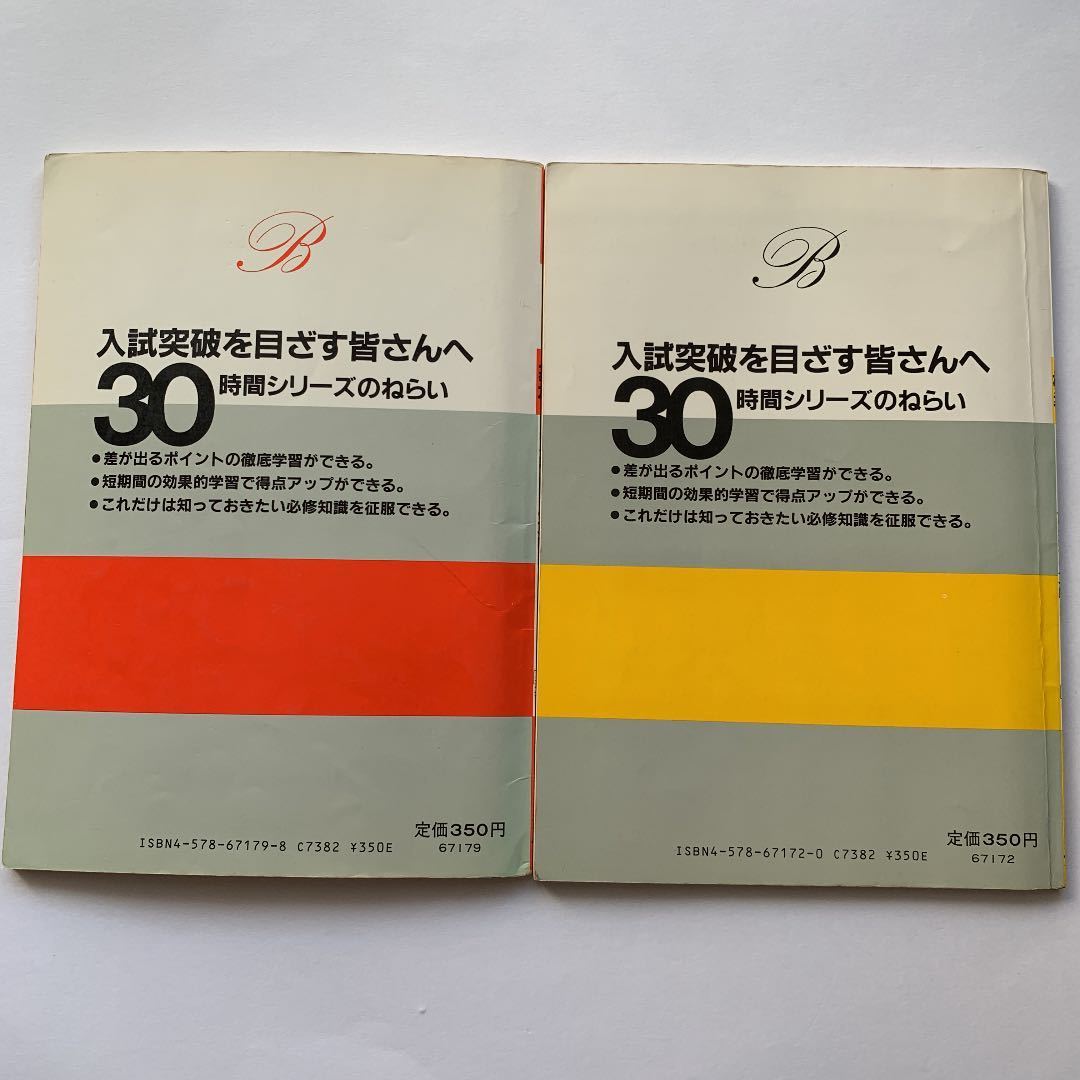 B
入試突破を目ざす皆さんへ
30時間シリーズのねらい
●差が出るポイントの徹底学習ができる。
●短期間の効果的学習で得点アップができる。
●これだけは知っておきたい必修知識を征服できる。
定価350円
ISBN4-578-67179-8 C7382 ¥350E
67179
B
入試突破を目ざす皆さんへ
30時間シリーズのねらい
●差が出るポイントの徹底学習ができる。
●短期間の効果的学習で得点アップができる。
●これだけは知っておきたい必修知識を征服できる。
定価350円
ISBN4-578-67172-0 C7382 ¥350E
67172